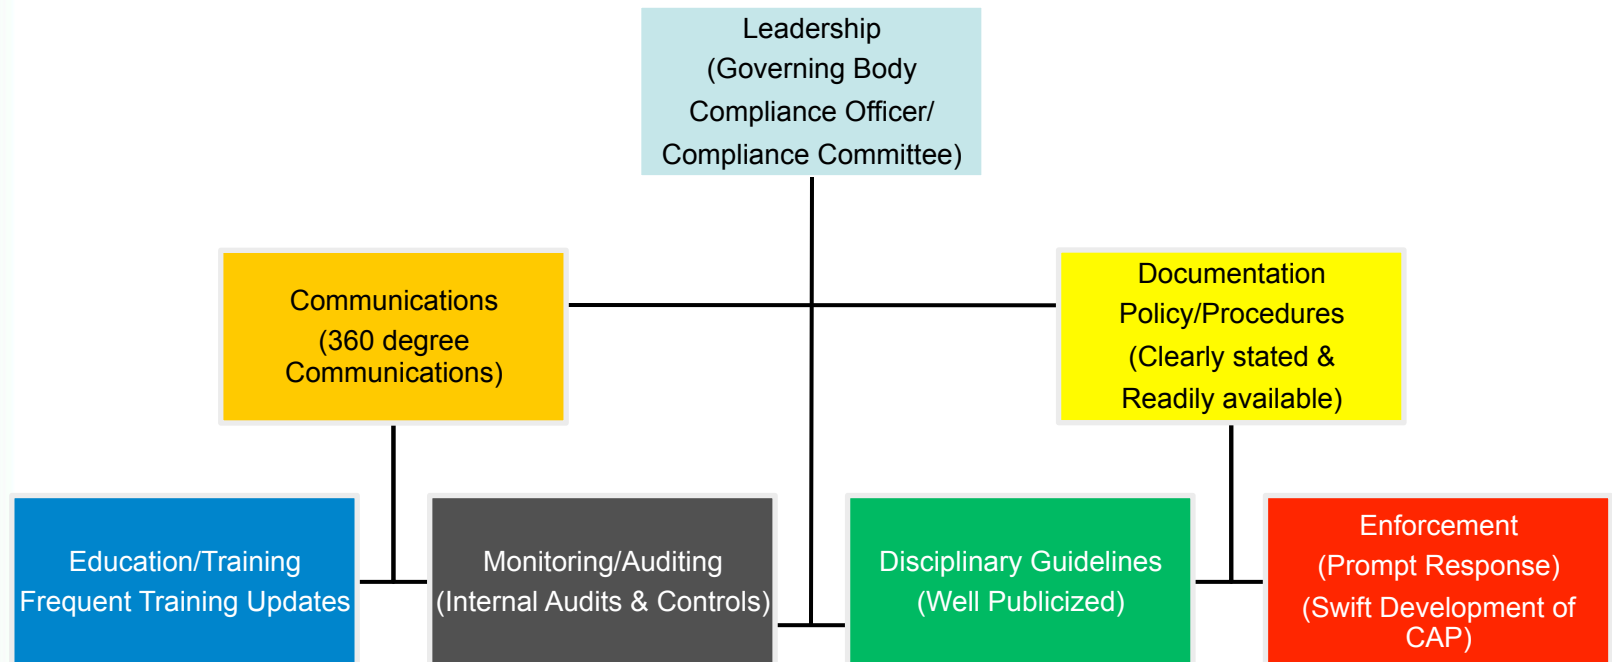 Leadership
(Governing Body
Compliance Officer/
Compliance Committee)
Communications
(360 degree
Communications)
Documentation
Policy/Procedures
(Clearly stated &
Readily available)
Education/Training
Frequent Training Updates
Monitoring/Auditing
(Internal Audits & Controls)
Disciplinary Guidelines
(Well Publicized)
Enforcement
(Prompt Response)
(Swift Development of
CAP)